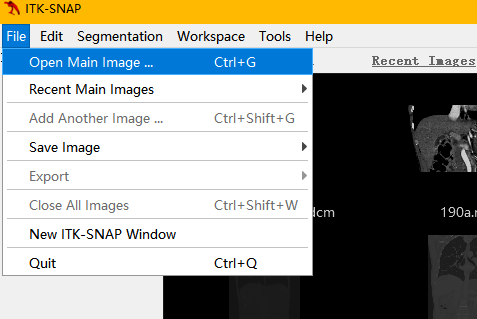 ITK-SNAP
File Edit Segmentation Workspace Tools Help
Open Main Image ... Ctrl+G
Recent Images
Recent Main Images
Add Another Image ... Ctrl+Shift+G
Save Image
Export
Close All Images Ctrl+Shift+W
dcm
190a.
New ITK-SNAP Window
Quit Ctrl+Q